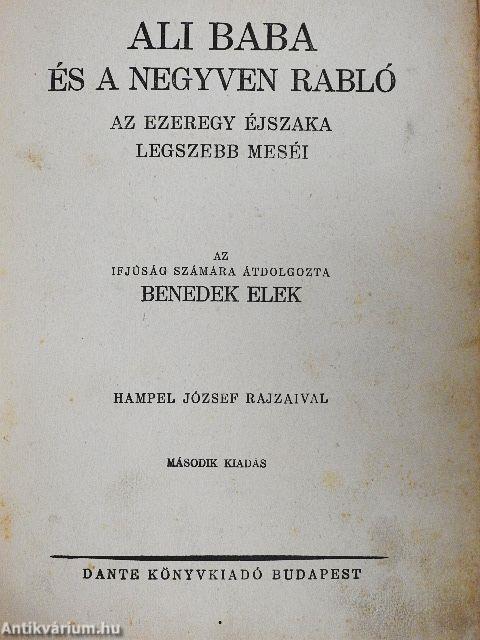 ALI BABA
ÉS A NEGYVEN RABLÓ
AZ EZEREGY ÉJSZAKA
LEGSZEBB MESÉI
AZ
IFJÚSÁG SZÁMÁRA ÁTDOLGOZTA
BENEDEK ELEK
HAMPEL JÓZSEF RAJZAIVAL
MÁSODIK KIADÁS
DANTE KÖNYVKIADÓ BUDAPEST
Antikvárium.hu